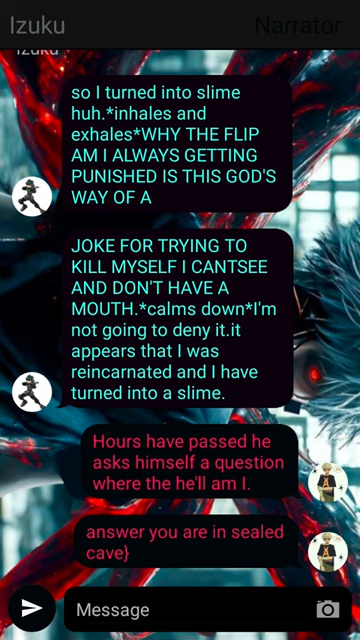 Izuku
Narrator
Izuku
so I turned into slime
huh.*inhales and
exhales*WHY THE FLIP
AM I ALWAYS GETTING
PUNISHED IS THIS GOD'S
WAY OF A
JOKE FOR TRYING TO
KILL MYSELF I CANTSEE
AND DON'T HAVE A
MOUTH.*calms down*I'm
not going to deny it.it
appears that I was
reincarnated and I have
turned into a slime.
Hours have passed he
asks himself a question
where the he'll am I.
answer you are in sealed
cave}
Message